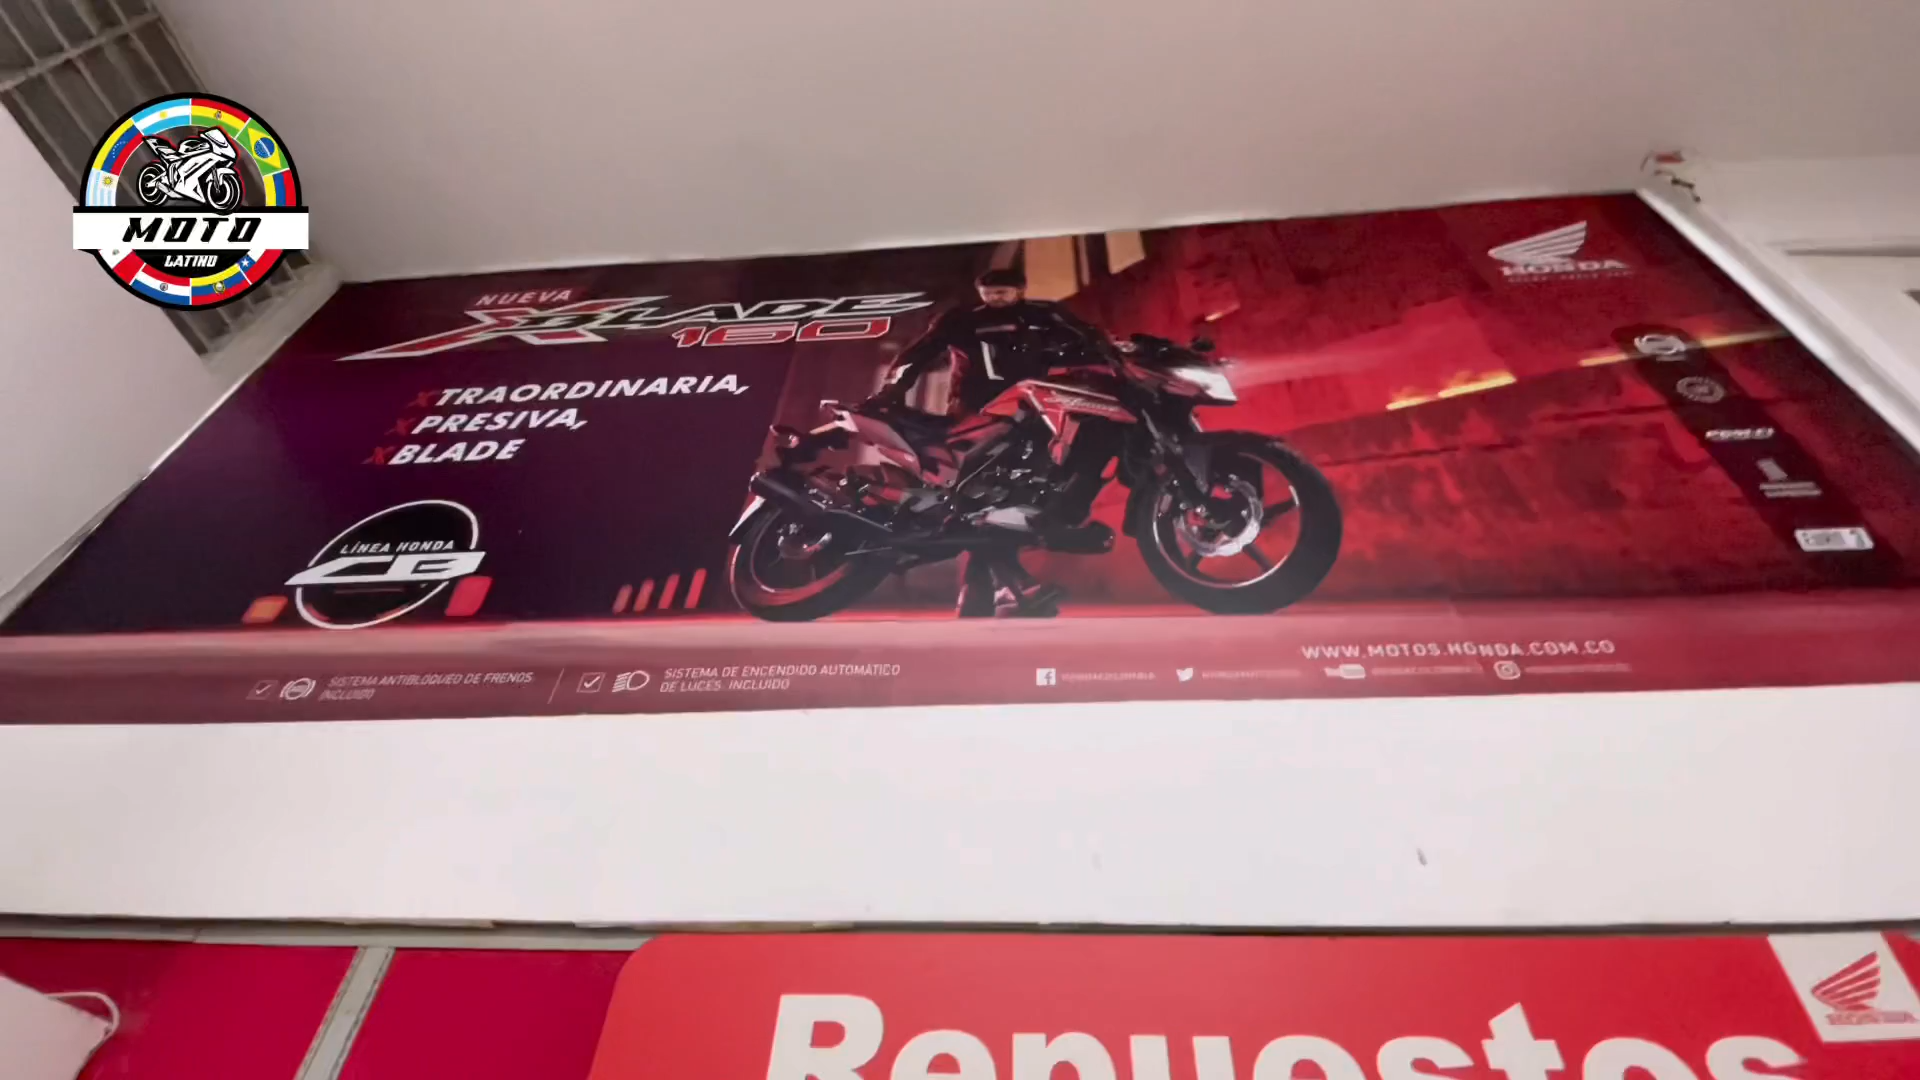 MOTO
LATINO
NUEVA
XBLADE
160
XTRAORDINARIA,
XPRESIVA,
XBLADE
LÍNEA HONDA
CB
HONDA
SISTEMA ANTIBLOQUEO DE FRENOS
INCLUIDO
SISTEMA DE ENCENDIDO AUTOMÁTICO
DE LUCES INCLUIDO
WWW.MOTOS.HONDA.COM.CO
Repuestos